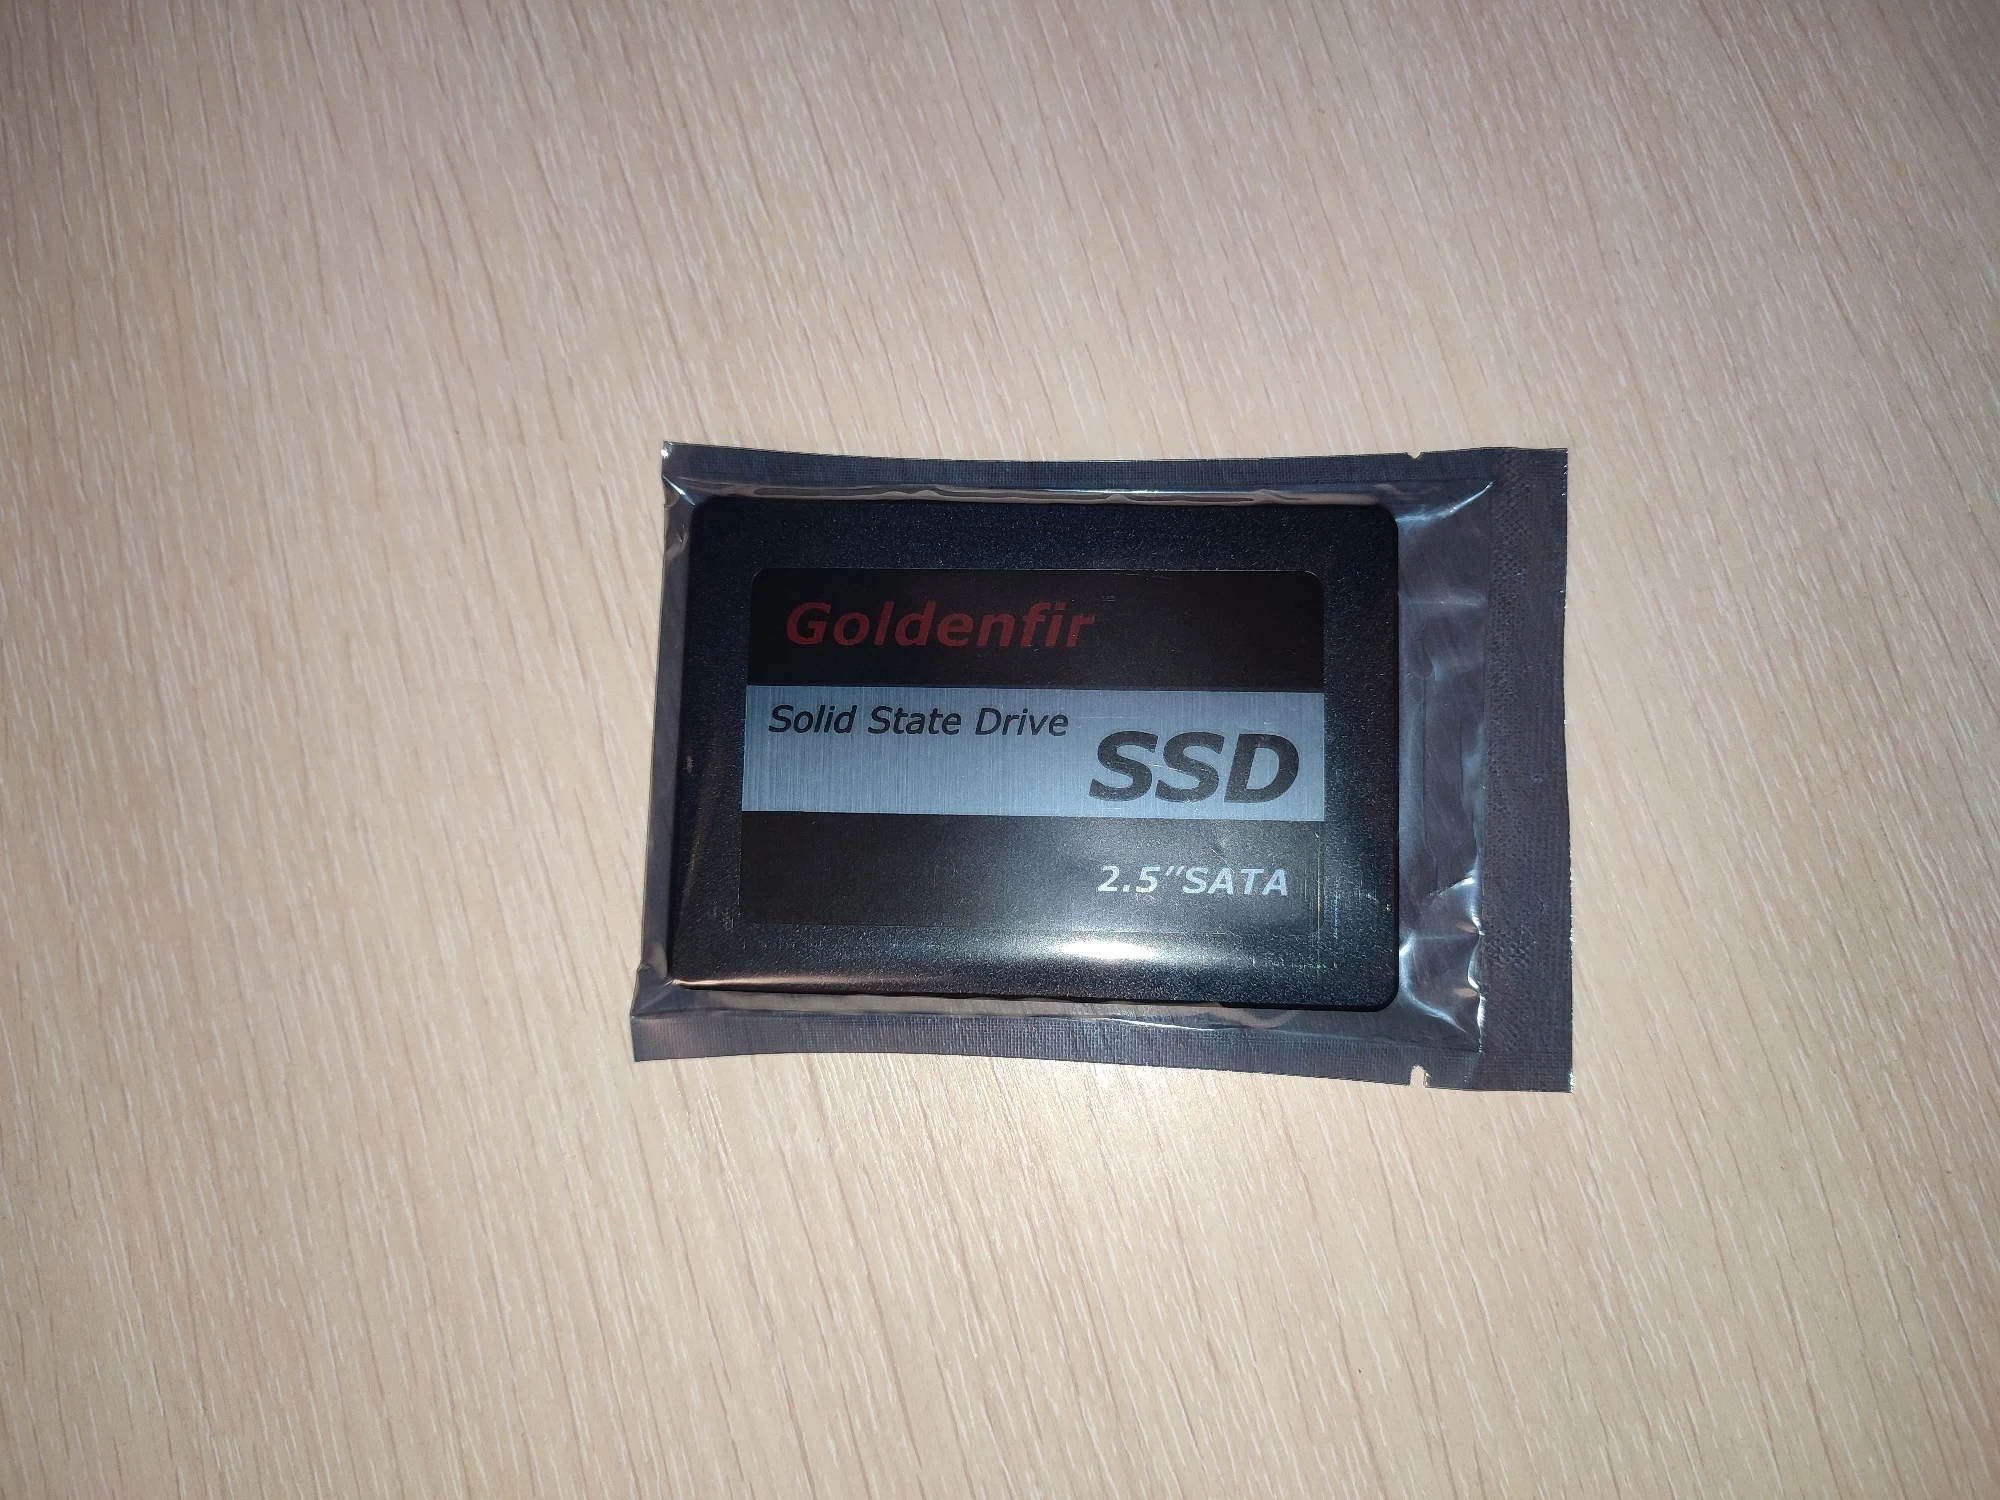 Goldenfir
Solid State Drive
SSD
2.5"SATA